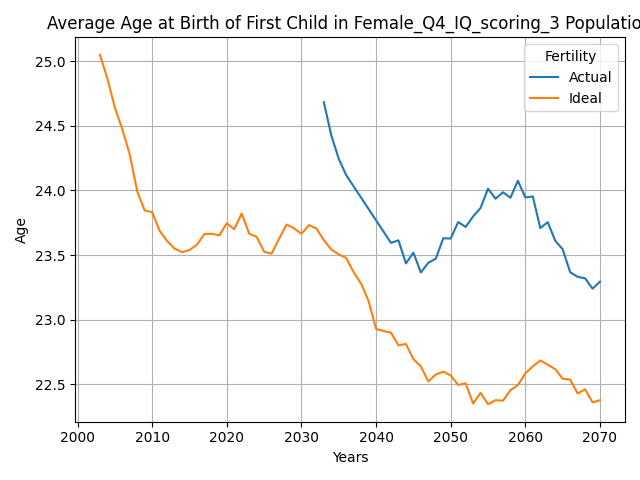 Average Age at Birth of First Child in Female_Q4_IQ_scoring_3 Populatio
Fertility
Actual
Ideal
25.0
24.5
24.0
23.5
23.0
22.5
Age
2000 2010 2020 2030 2040 2050 2060 2070
Years